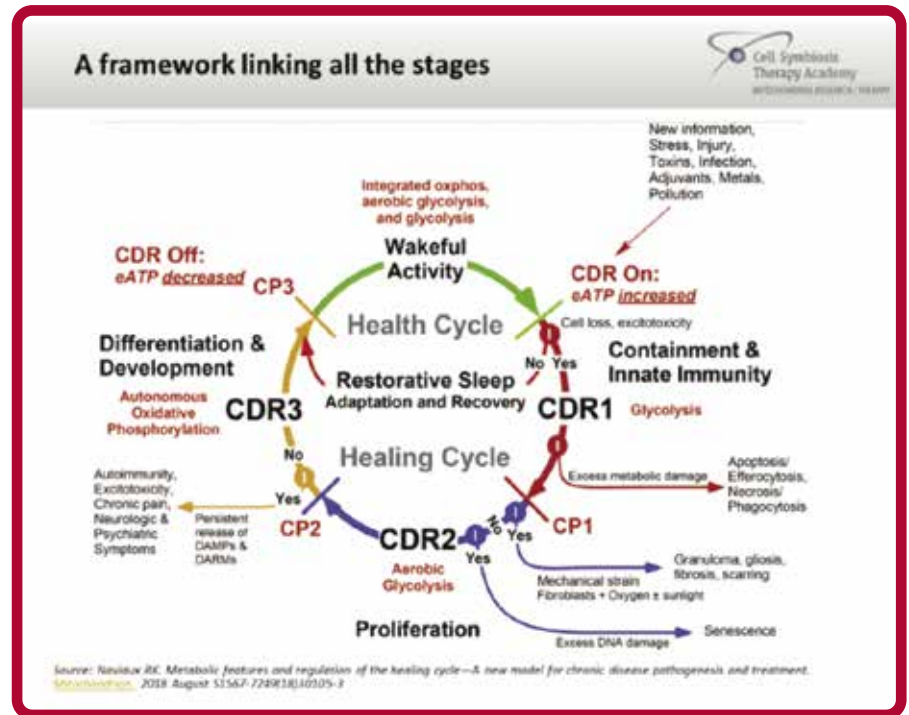 A framework linking all the stages
Cell Symbiosis
Therapy Academy
New information,
Stress, Injury,
Toxins, Infection,
Adjuvants, Metals,
Pollution
Integrated oxphos,
aerobic glycolysis,
and glycolysis
Wakeful
Activity
CDR Off:
eATP decreased
CP3
CDR On:
eATP increased
Health Cycle
Cell loss, excitotoxicity
Differentiation &
Development
No Yes
Containment &
Innate Immunity
Restorative Sleep
Adaptation and Recovery
Autonomous
Oxidative
Phosphorylation
CDR3
CDR1
Glycolysis
No
Healing Cycle
Excess metabolic damage
Apoptosis/
Efferocytosis,
Necrosis/
Phagocytosis
Autoimmunity,
Excitotoxicity,
Chronic pain,
Neurologic &
Psychiatric
Symptoms
Yes
Persistent
release of
DAMPs &
DARMs
CP2
CP1
CDR2
No
Yes
Yes
Aerobic
Glycolysis
Mechanical strain
Fibroblasts + Oxygen ± sunlight
Granuloma, gliosis,
fibrosis, scarring
Proliferation
Excess DNA damage
Senescence
Source: Naviaux RK. Metabolic features and regulation of the healing cycle—A new model for chronic disease pathogenesis and treatment.
2018 August S1567-7249(18)30105-3